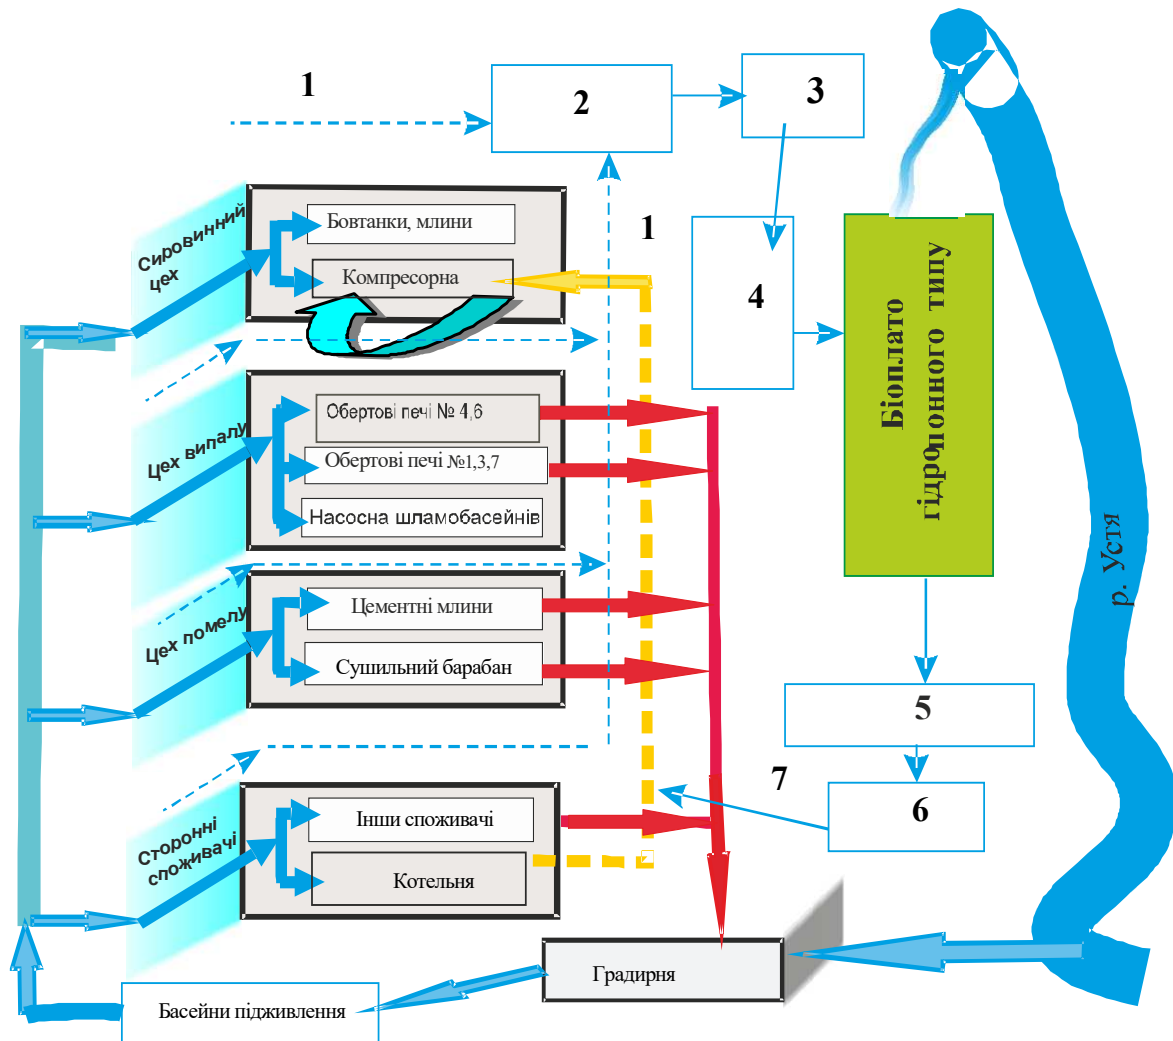 1
2
3
Сировинний
цех
Бовтанки, млини
Компресорна
1
4
Біоплато
гідропонного типу
р. Устя
Цех випалу
Обертові печі № 4,6
Обертові печі №1,3,7
Насосна шламобасейнів
Цех помелу
Цементні млини
Сушильний барабан
5
7
6
Сторонні
споживачі
Інши споживачі
Котельня
Градирня
Басейни підживлення